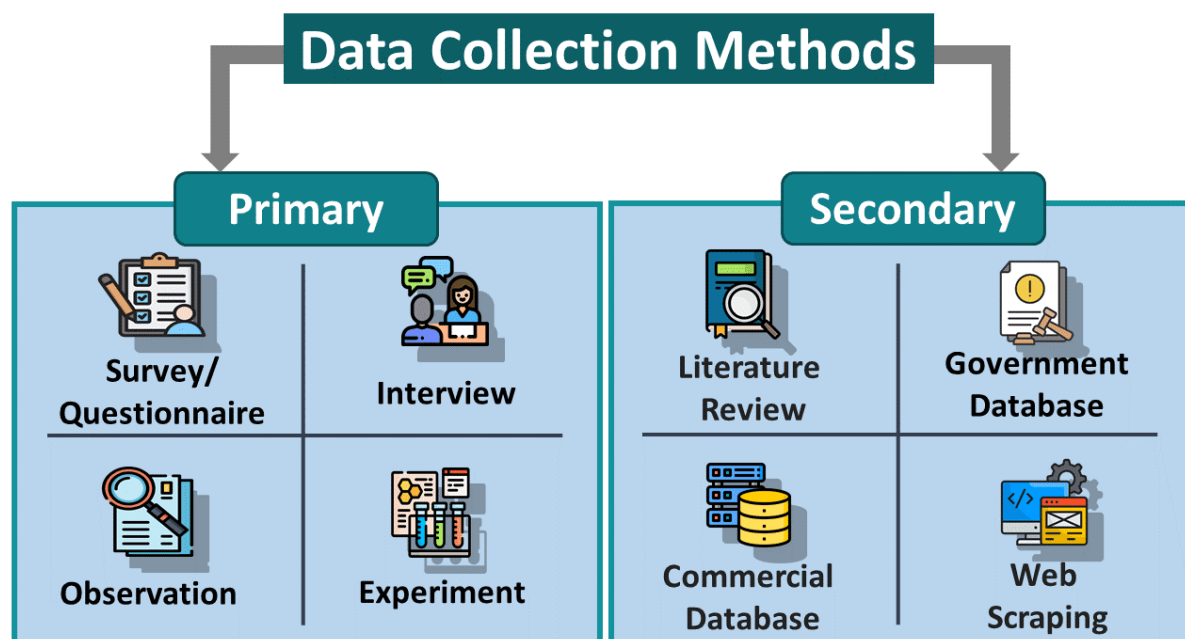 Data Collection Methods
Primary
Secondary
Survey/
Questionnaire
Interview
Literature
Review
Government
Database
Observation
Experiment
Commercial
Database
Web
Scraping